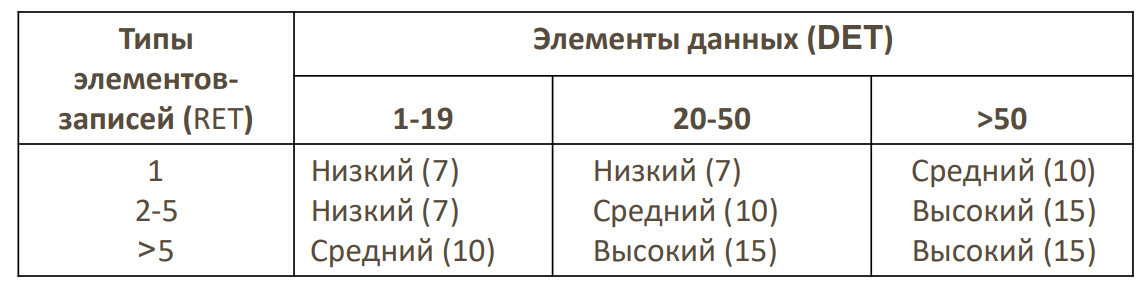 Типы
элементов-
записей (RET)
Элементы данных (DET)
1-19 20-50 >50
1 Низкий (7) Низкий (7) Средний (10)
2-5 Низкий (7) Средний (10) Высокий (15)
>5 Средний (10) Высокий (15) Высокий (15)